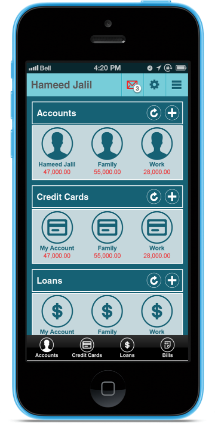 Bell 4:20 PM
Hameed Jalil 3
Accounts
Hameed Jalil Family Work
47,000.00 55,000.00 28,000.00
Credit Cards
My Account Family Work
47,000.00 55,000.00 28,000.00
Loans
$ $ $
My Account Family Work
Accounts Credit Cards Loans Bills